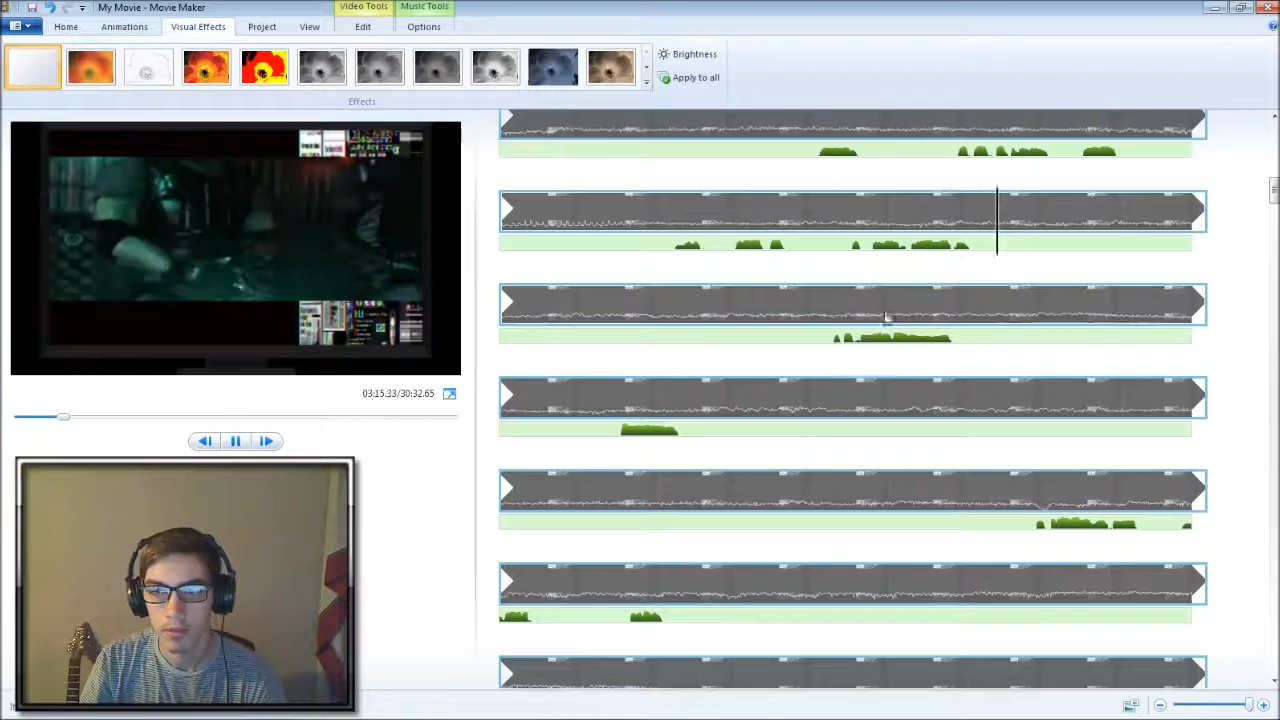 My Movie - Movie Maker
Video Tools
Music Tools
Home
Animations
Visual Effects
Project
View
Edit
Options
Brightness
Apply to all
Effects
03:15.33/30:32.65